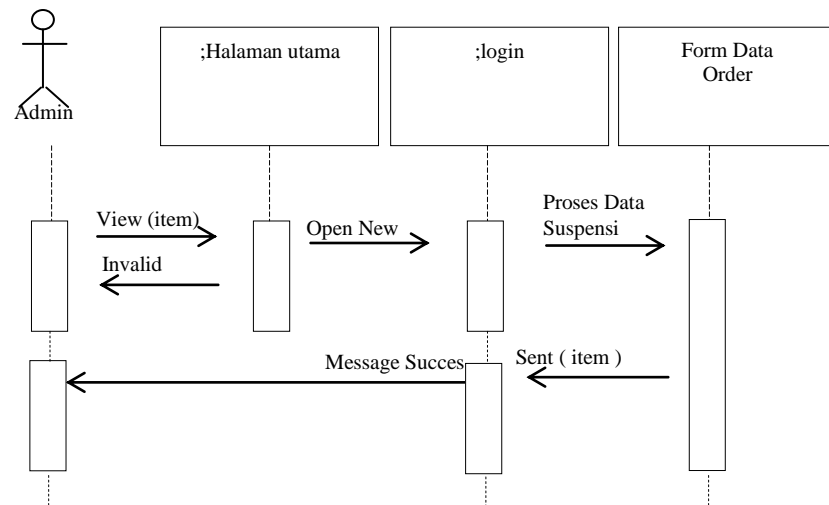 ;Halaman utama
;login
Form Data
Order
Admin
View (item)
Open New
Proses Data
Suspensi
Invalid
Message Succes
Sent ( item )